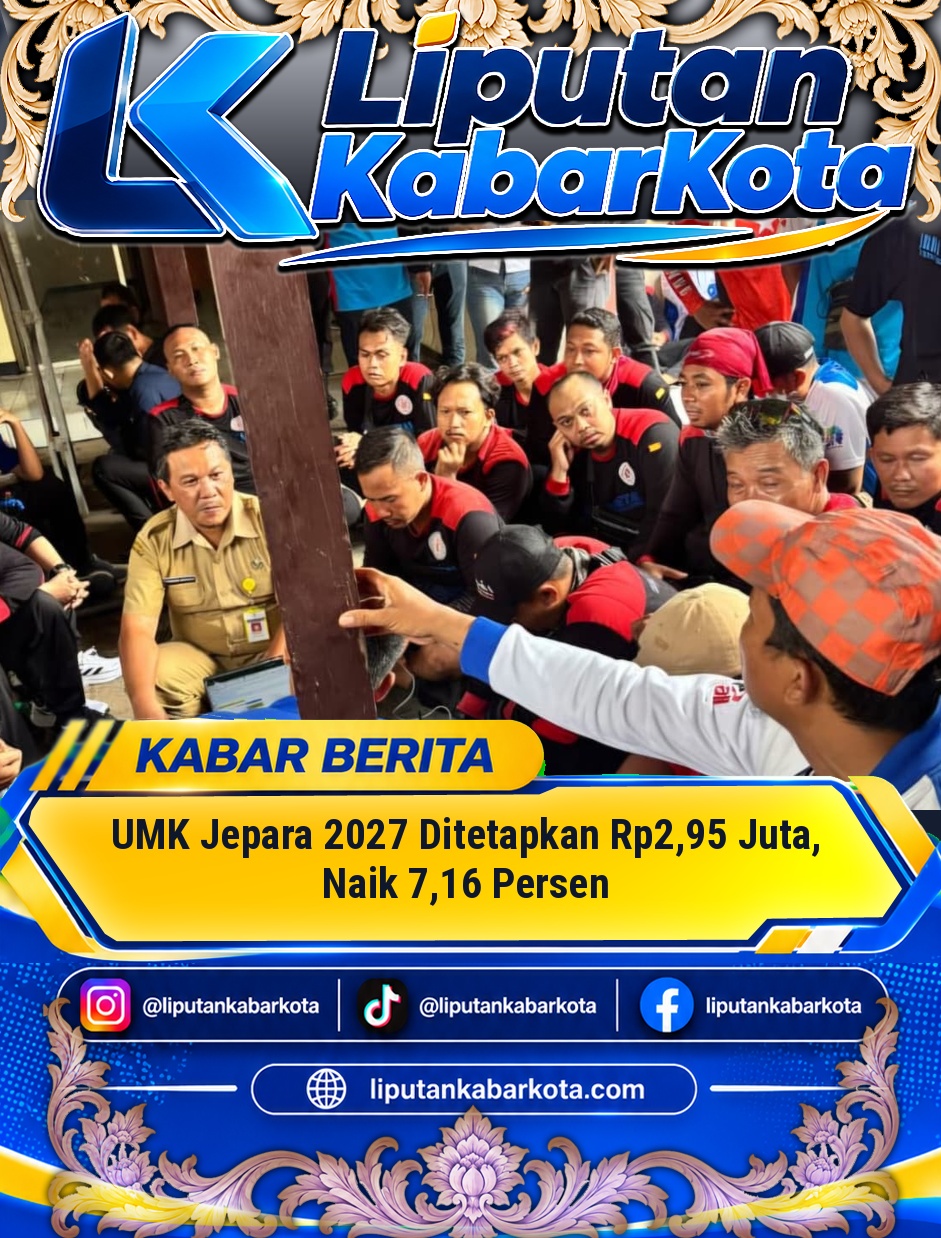 LK
Liputan
KabarKota
KABAR BERITA
UMK Jepara 2027 Ditetapkan Rp2,95 Juta,
Naik 7,16 Persen
@liputankabarkota
@liputankabarkota
liputankabarkota
liputankabarkota.com